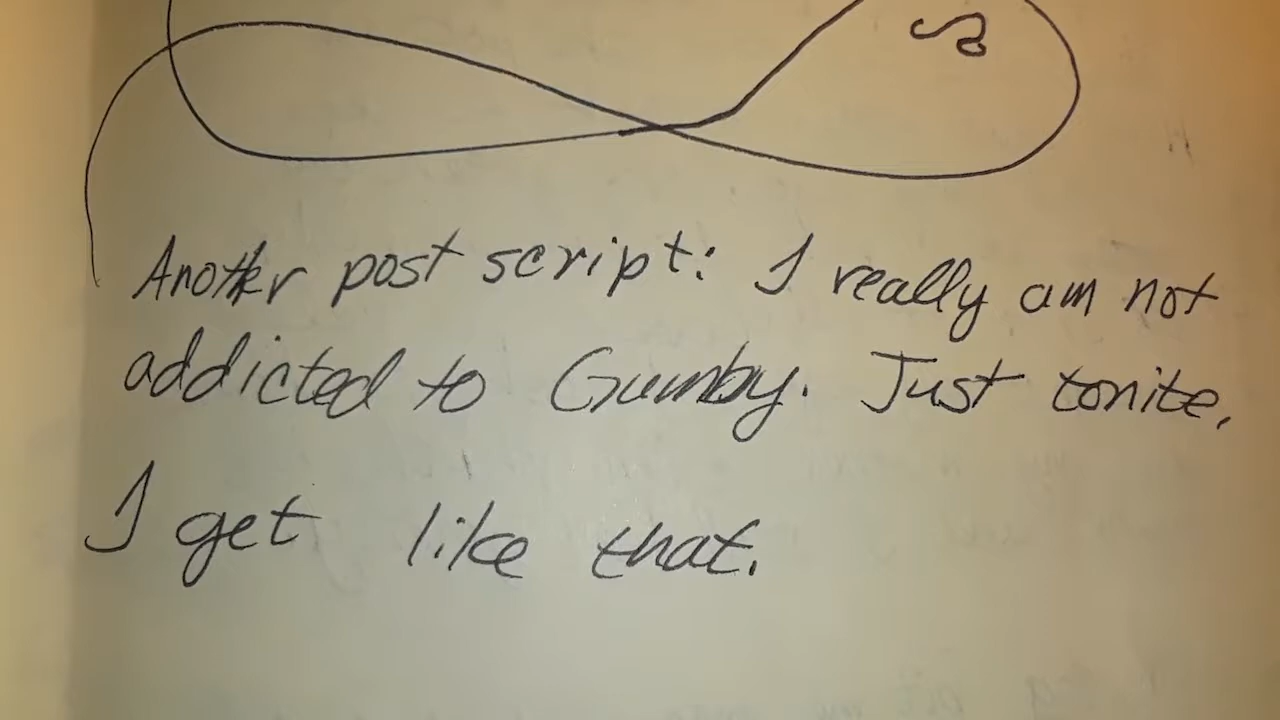 Another post script: I really am not
addicted to Gumby. Just tonite.
I get like that.